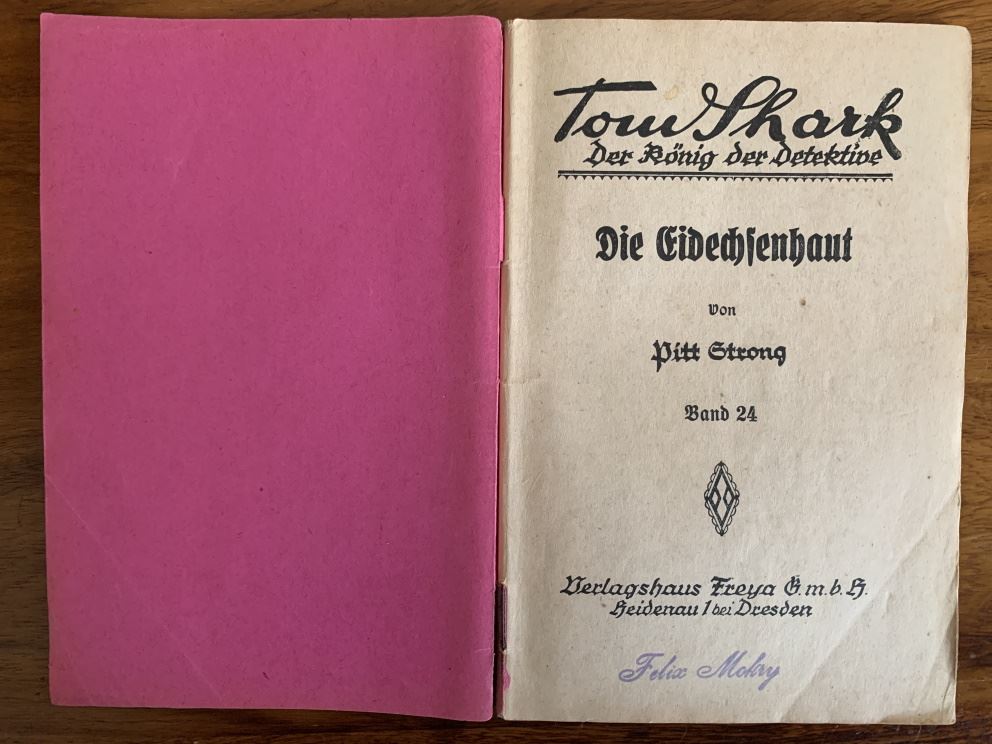 Tom Shark
Der König der Detektive
Die Eidechsenhaut
von
Pitt Strong
Band 24
Verlagshaus Freya G.m.b.H.
Heidenau 1 bei Dresden
Felix Mokry